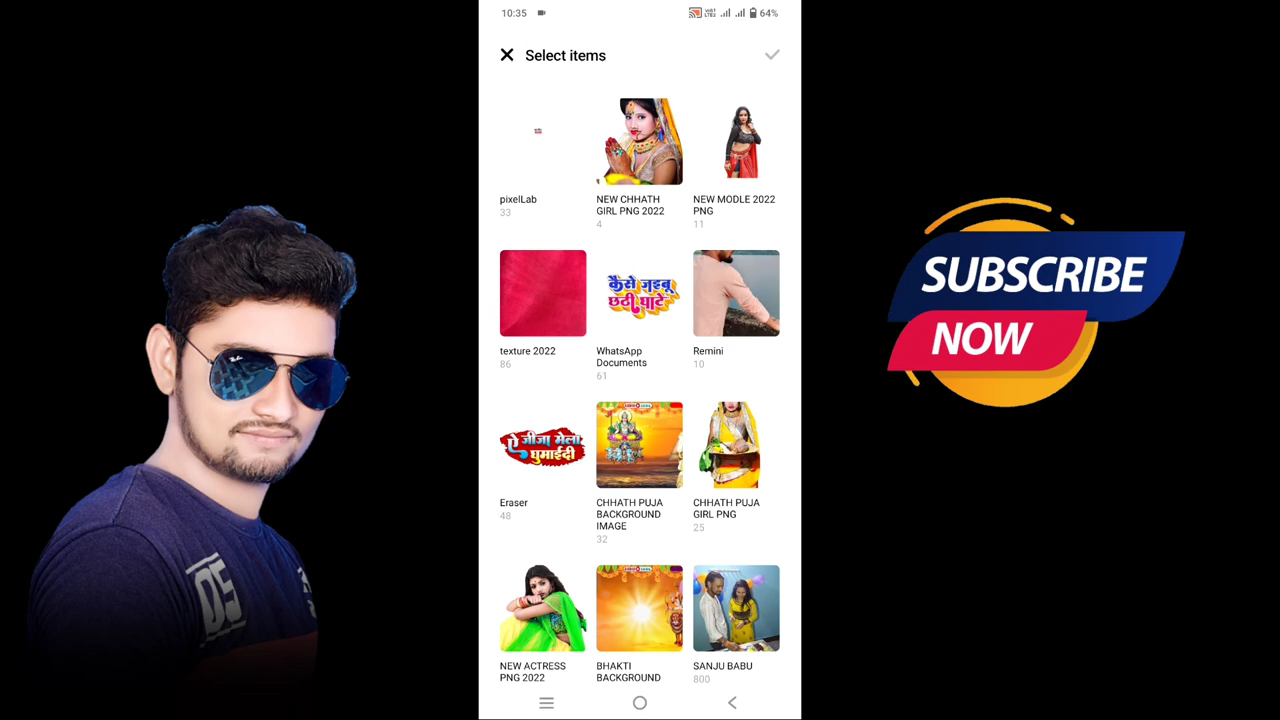 10:35
64%
Select items
pixelLab
33
NEW CHHATH
GIRL PNG 2022
4
NEW MODLE 2022
PNG
11
texture 2022
86
कैसे जाइबू
छठी घाटे
WhatsApp
Documents
61
Remini
10
ऐ जीजा मेला
घुमाईदी
Eraser
48
CHHATH PUJA
BACKGROUND
IMAGE
32
CHHATH PUJA
GIRL PNG
25
NEW ACTRESS
PNG 2022
BHAKTI
BACKGROUND
SANJU BABU
800
05
SUBSCRIBE
NOW